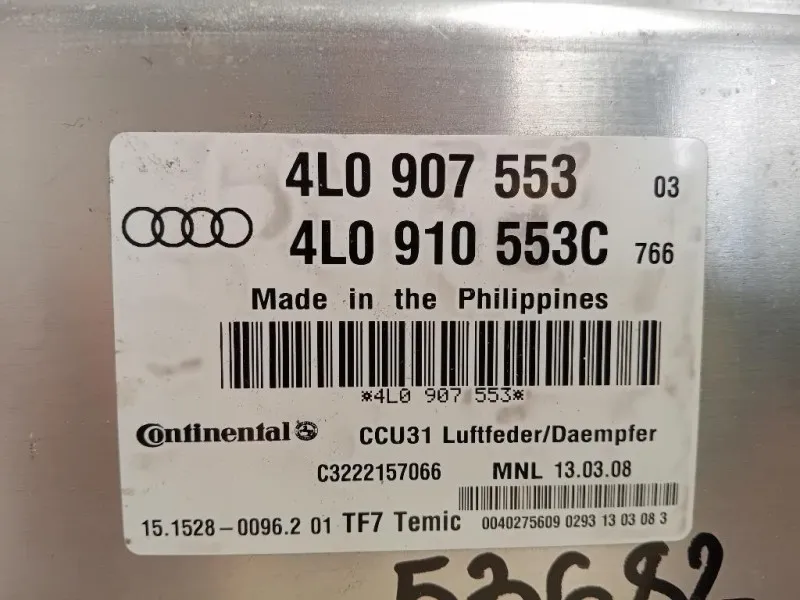 4L0 907 553 03
4L0 910 553C 766
Made in the Philippines
*4L0 907 553*
Continental CCU31 Luftfeder/Daempfer
C3222157066 MNL 13.03.08
15.1528-0096.2 01 TF7 Temic 0040275609 0293 13 03 08 3
53682